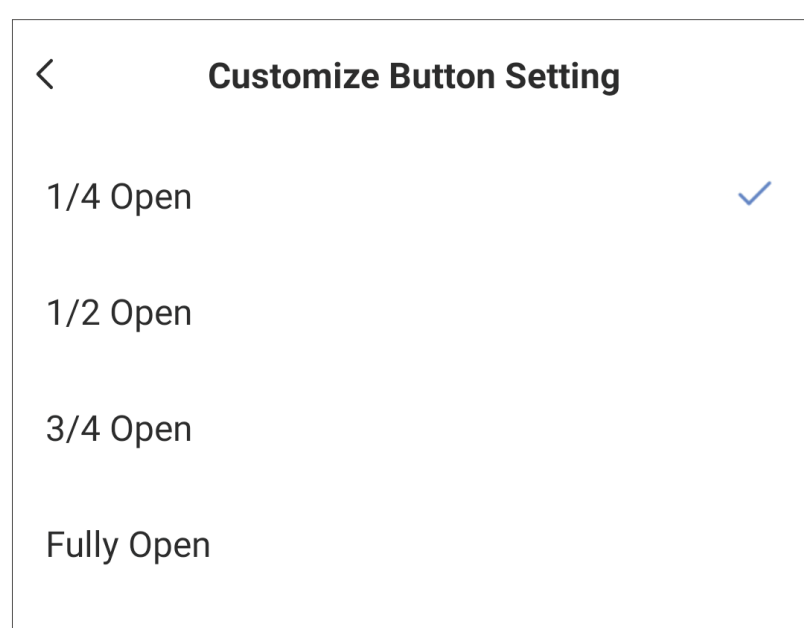 Customize Button Setting
1/4 Open
1/2 Open
3/4 Open
Fully Open